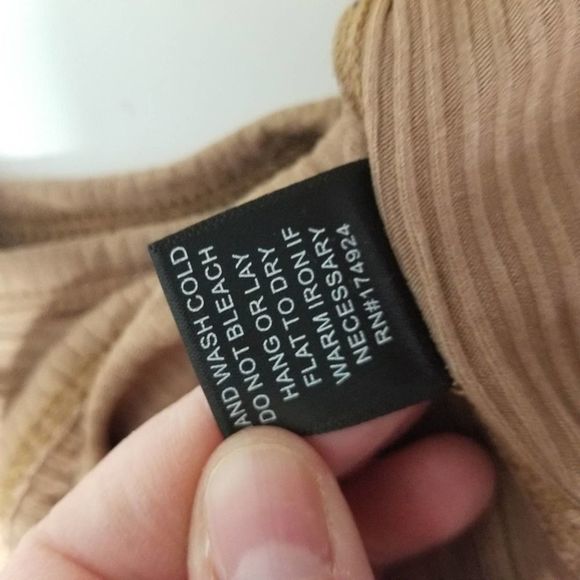 AND WASH COLD
DO NOT BLEACH
HANG OR LAY
FLAT TO DRY
WARM IRON IF
NECESSARY
RN#174924